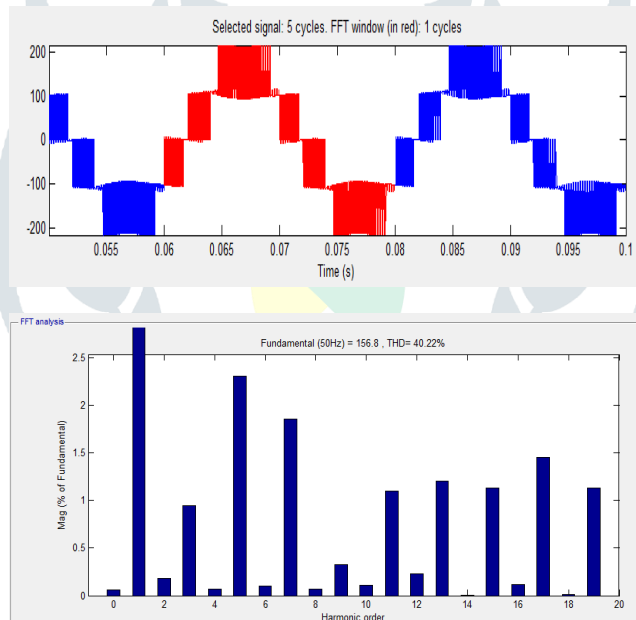 Selected signal: 5 cycles. FFT window (in red): 1 cycles
200
100
0
-100
-200
0.055 0.06 0.065 0.07 0.075 0.08 0.085 0.09 0.095 0.1
Time (s)
FFT analysis
Fundamental (50Hz) = 156.8 , THD= 40.22%
2.5
2
1.5
1
0.5
0
Mag (% of Fundamental)
0 2 4 6 8 10 12 14 16 18 20
Harmonic order